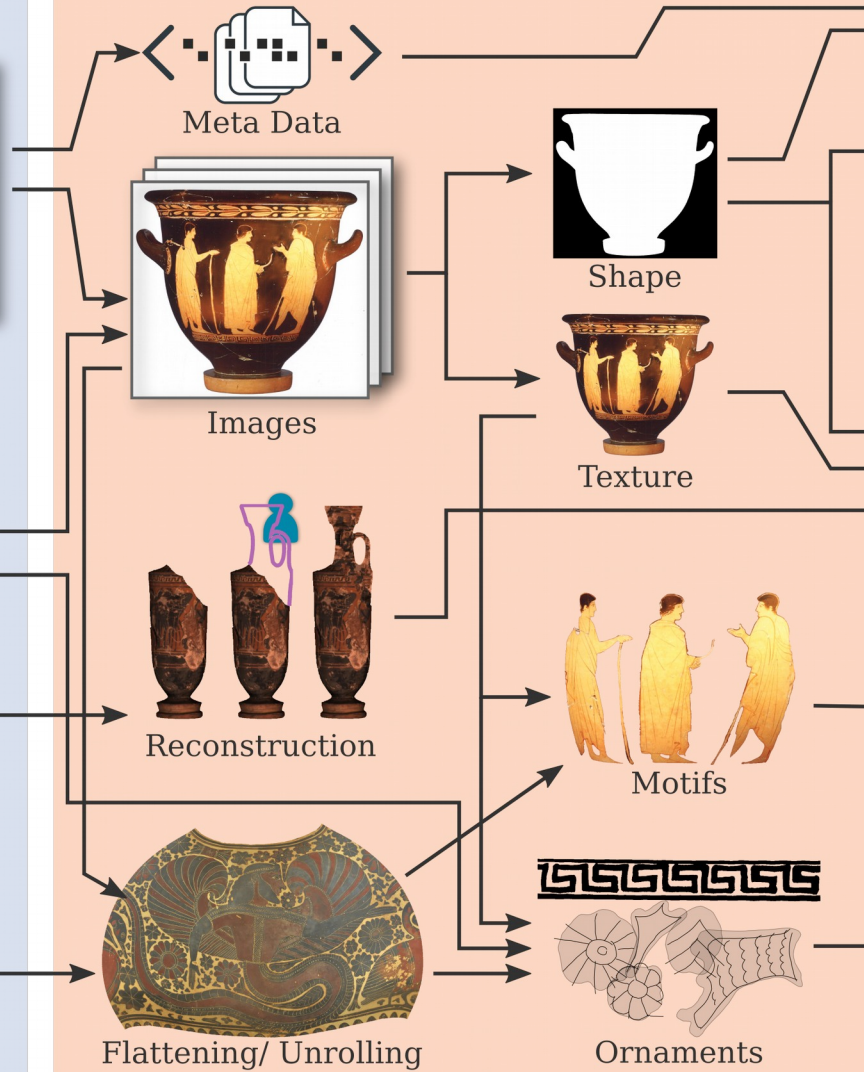 Meta Data
Images
Shape
Texture
Reconstruction
Motifs
Flattening/ Unrolling
Ornaments